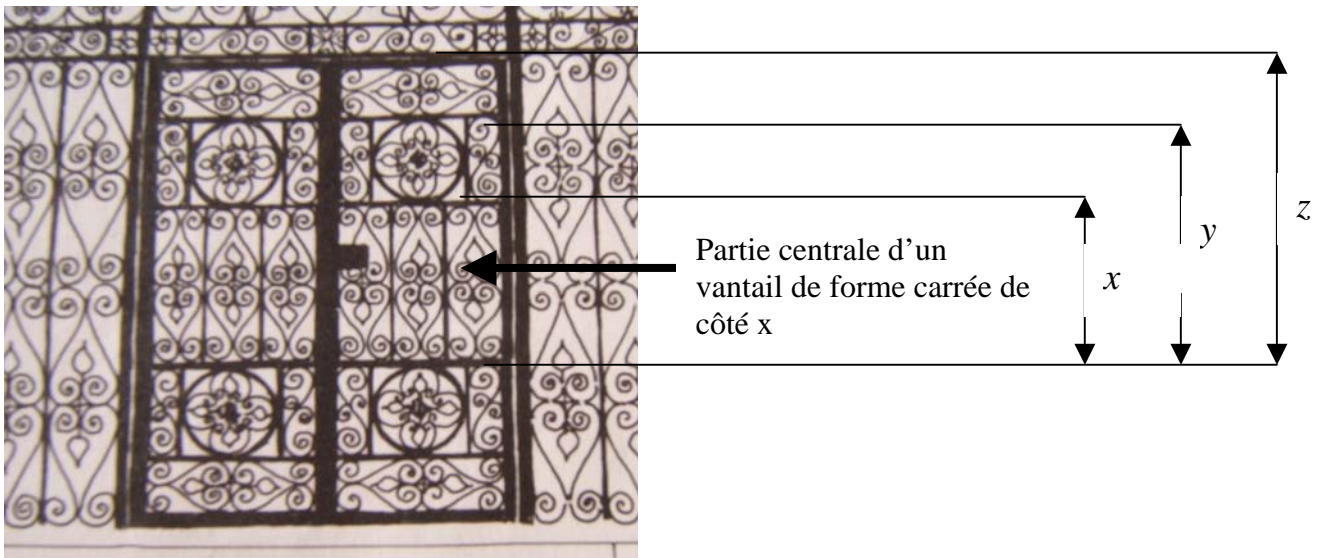 Partie centrale d’un
vantail de forme carrée de
côté x
x
y
z